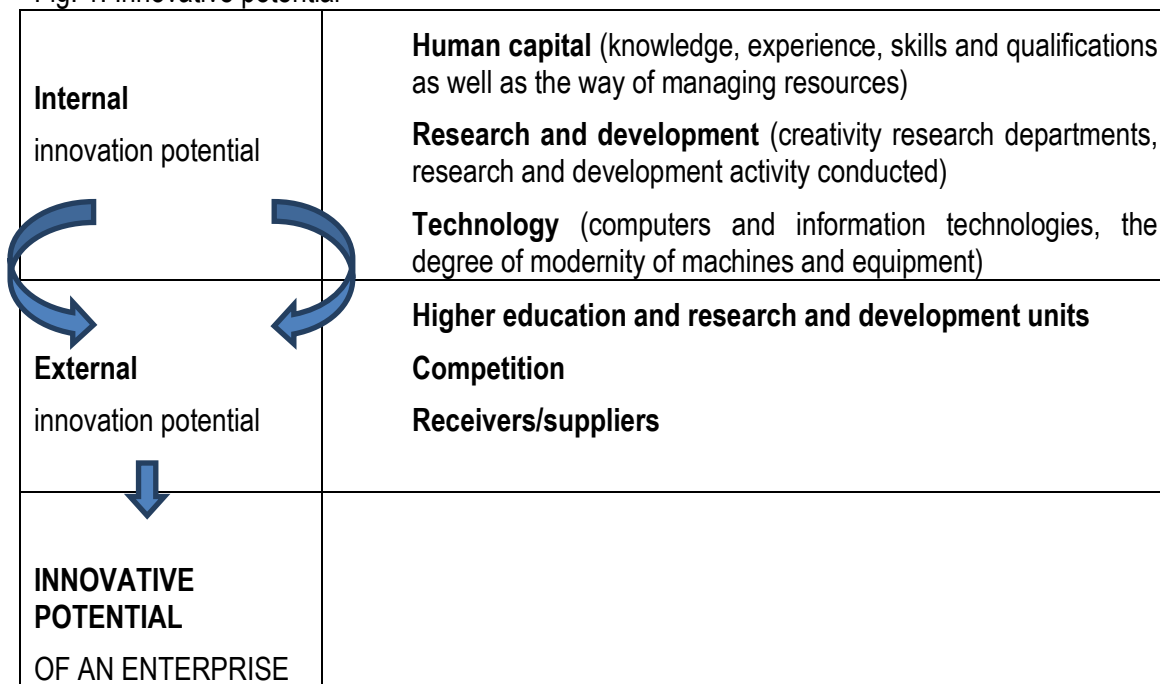 Fig. 1. Innovative potential
Internal
innovation potential
Human capital (knowledge, experience, skills and qualifications
as well as the way of managing resources)
Research and development (creativity research departments,
research and development activity conducted)
Technology (computers and information technologies, the
degree of modernity of machines and equipment)
External
innovation potential
Higher education and research and development units
Competition
Receivers/suppliers
INNOVATIVE
POTENTIAL
OF AN ENTERPRISE